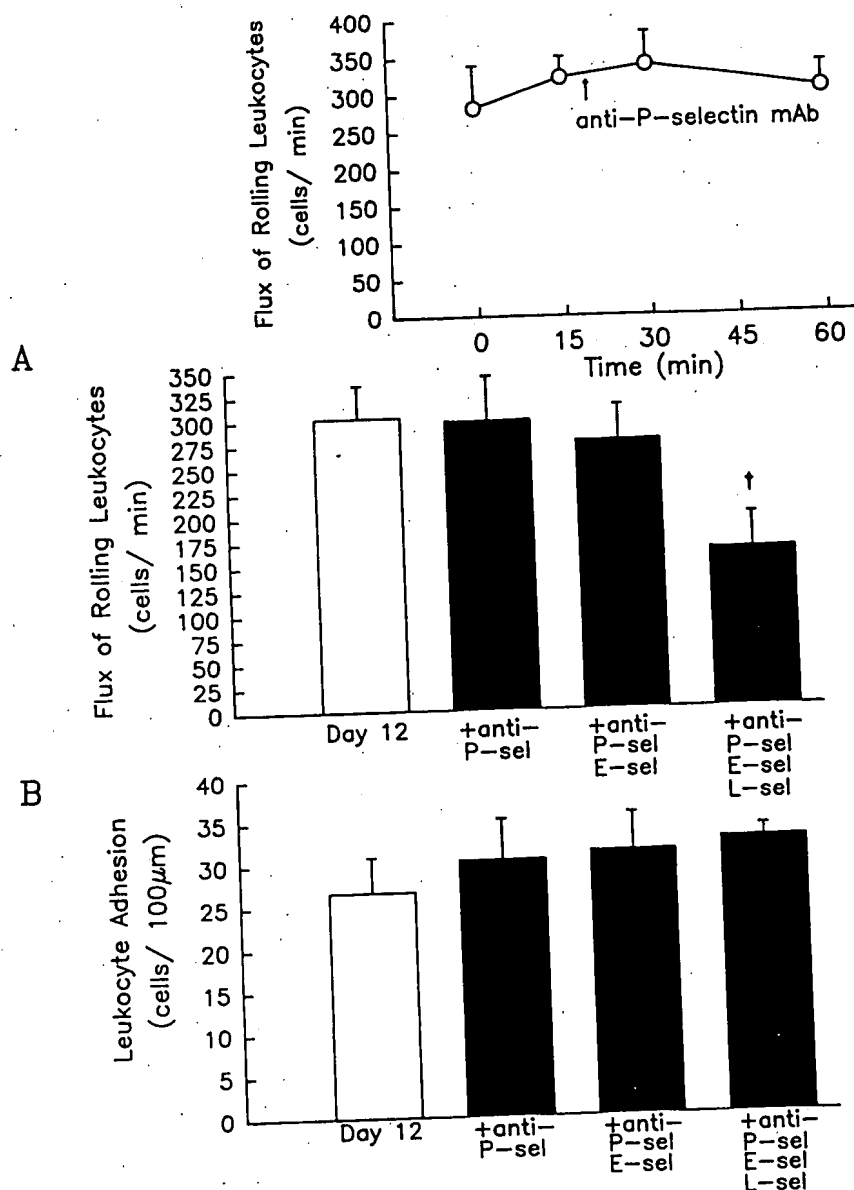 Flux of Rolling Leukocytes
(cells/ min)
400
350
300
250
200
150
100
50
0
anti-P-selectin mAb
0 15 30 45 60
Time (min)
A
Flux of Rolling Leukocytes
(cells/ min)
350
325
300
275
250
225
200
175
150
125
100
75
50
25
0
†
Day 12
+anti-
P-sel
+anti-
P-sel
E-sel
+anti-
P-sel
E-sel
L-sel
B
Leukocyte Adhesion
(cells/ 100μm)
40
35
30
25
20
15
10
5
0
Day 12
+anti-
P-sel
+anti-
P-sel
E-sel
+anti-
P-sel
E-sel
L-sel